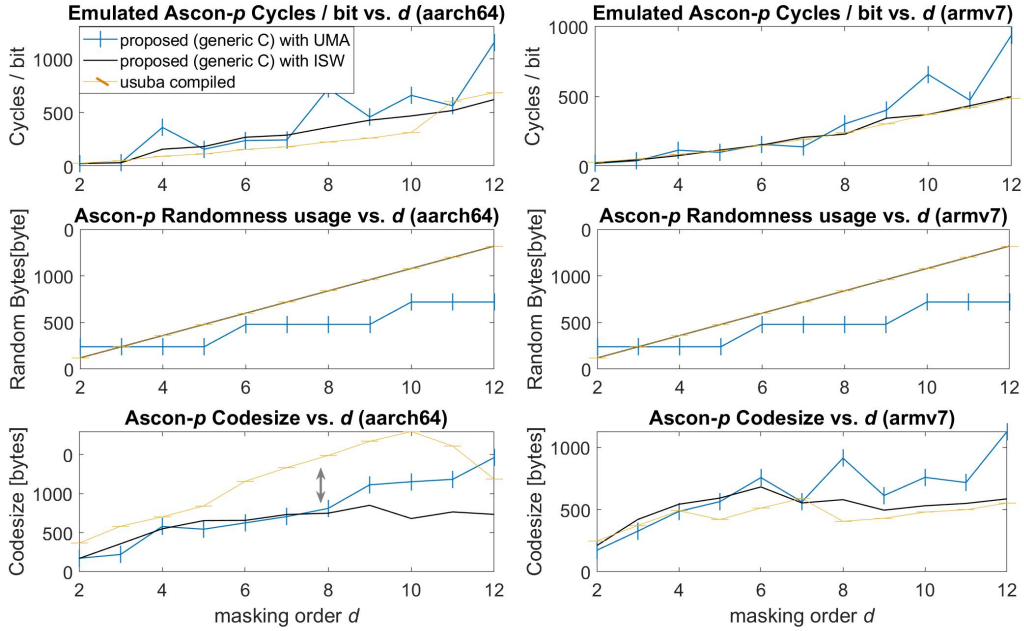 Emulated Ascon-p Cycles / bit vs. d (aarch64)
Cycles / bit
1000
500
0
proposed (generic C) with UMA
proposed (generic C) with ISW
usuba compiled
2 4 6 8 10 12
Emulated Ascon-p Cycles / bit vs. d (armv7)
Cycles / bit
1000
500
0
2 4 6 8 10 12
Ascon-p Randomness usage vs. d (aarch64)
Random Bytes[byte]
0
1000
500
0
2 4 6 8 10 12
Ascon-p Randomness usage vs. d (armv7)
Random Bytes[byte]
0
1000
500
0
2 4 6 8 10 12
Ascon-p Codesize vs. d (aarch64)
Codesize [bytes]
0
1000
500
0
2 4 6 8 10 12
masking order d
Ascon-p Codesize vs. d (armv7)
Codesize [bytes]
1000
500
0
2 4 6 8 10 12
masking order d